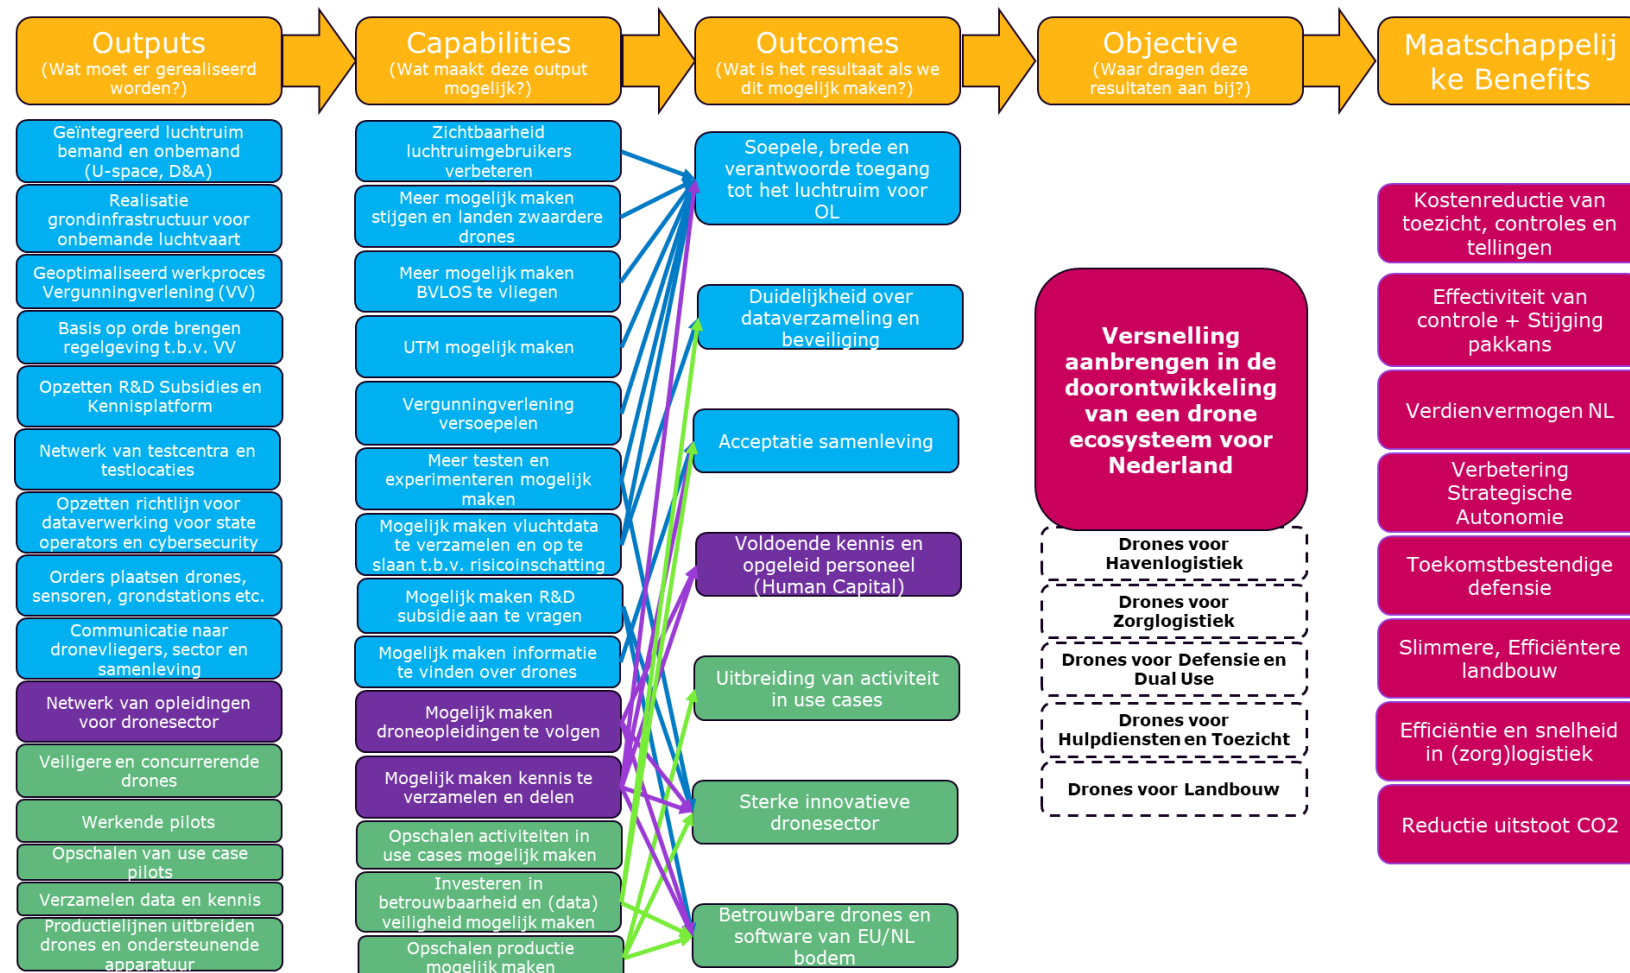 Outputs
(Wat moet er gerealiseerd
worden?)
Capabilities
(Wat maakt deze output
mogelijk?)
Outcomes
(Wat is het resultaat als we
dit mogelijk maken?)
Objective
(Waar dragen deze
resultaten aan bij?)
Maatschappelij
ke Benefits
Geïntegreerd luchtruim
bemand en onbemand
(U-space, D&A)
Realisatie
grondinfrastructuur voor
onbemande luchtvaart
Geoptimaliseerd werkproces
Vergunningverlening (VV)
Basis op orde brengen
regelgeving t.b.v. VV
Opzetten R&D Subsidies en
Kennisplatform
Netwerk van testcentra en
testlocaties
Opzetten richtlijn voor
dataverwerking voor state
operators en cybersecurity
Orders plaatsen drones,
sensoren, grondstations etc.
Communicatie naar
dronevliegers, sector en
samenleving
Netwerk van opleidingen
voor dronesector
Veiligere en concurrerende
drones
Werkende pilots
Opschalen van use case
pilots
Verzamelen data en kennis
Productielijnen uitbreiden
drones en ondersteunende
apparatuur
Zichtbaarheid
luchtruimgebruikers
verbeteren
Meer mogelijk maken
stijgen en landen zwaardere
drones
Meer mogelijk maken
BVLOS te vliegen
UTM mogelijk maken
Vergunningverlening
versoepelen
Meer testen en
experimenteren mogelijk
maken
Mogelijk maken vluchtdata
te verzamelen en op te
slaan t.b.v. risicoinschatting
Mogelijk maken R&D
subsidie aan te vragen
Mogelijk maken informatie
te vinden over drones
Mogelijk maken
droneopleidingen te volgen
Mogelijk maken kennis te
verzamelen en delen
Opschalen activiteiten in
use cases mogelijk maken
Investeren in
betrouwbaarheid en (data)
veiligheid mogelijk maken
Opschalen productie
mogelijk maken
Soepele, brede en
verantwoorde toegang
tot het luchtruim voor
OL
Duidelijkheid over
dataverzameling en
beveiliging
Acceptatie samenleving
Voldoende kennis en
opgeleid personeel
(Human Capital)
Uitbreiding van activiteit
in use cases
Sterke innovatieve
dronesector
Betrouwbare drones en
software van EU/NL
bodem
Versnelling
aanbrengen in de
doorontwikkeling
van een drone
ecosysteem voor
Nederland
Drones voor
Havenlogistiek
Drones voor
Zorglogistiek
Drones voor Defensie en
Dual Use
Drones voor
Hulpdiensten en Toezicht
Drones voor Landbouw
Kostenreductie van
toezicht, controles en
tellingen
Effectiviteit van
controle + Stijging
pakkans
Verdienvermogen NL
Verbetering
Strategische
Autonomie
Toekomstbestendige
defensie
Slimmere, Efficiëntere
landbouw
Efficiëntie en snelheid
in (zorg)logistiek
Reductie uitstoot CO2